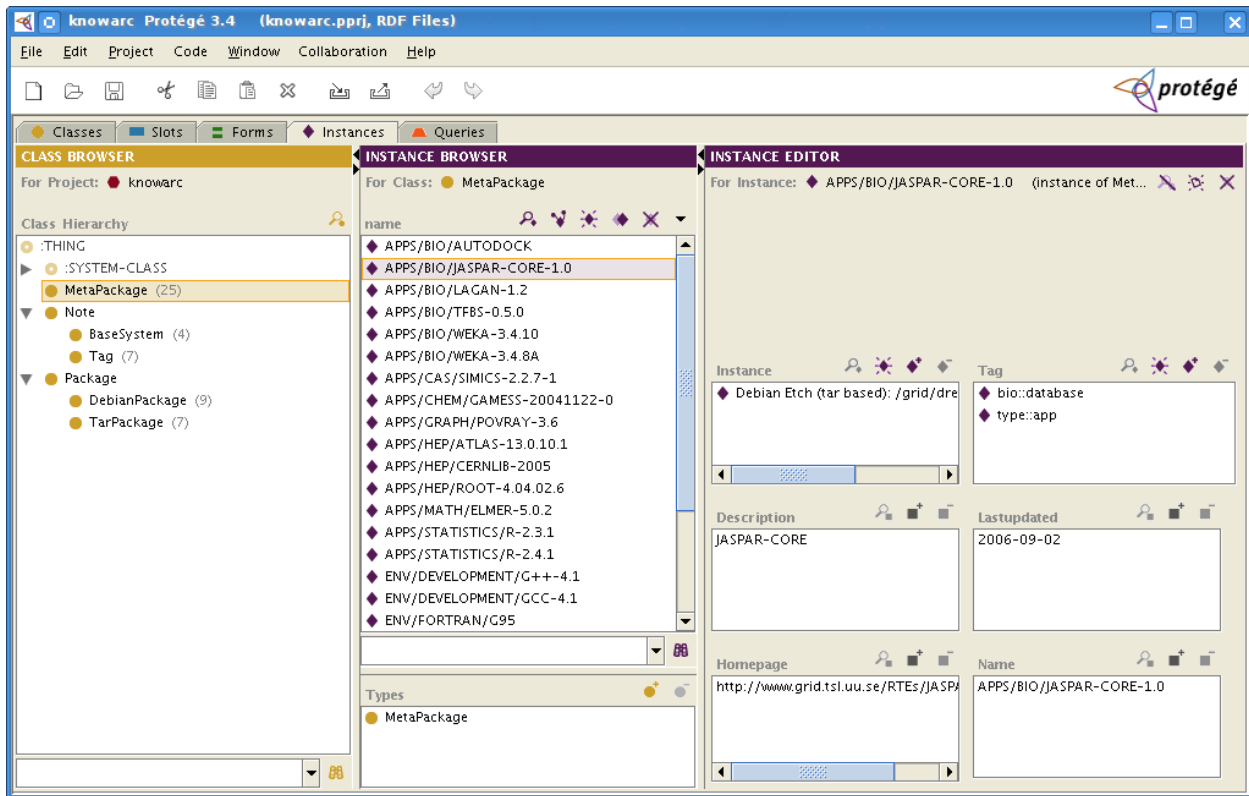 knowarc Protégé 3.4 (knowarc.pprj, RDF Files)
File Edit Project Code Window Collaboration Help
protégé
Classes Slots Forms Instances Queries
CLASS BROWSER
For Project: knowarc
Class Hierarchy
:THING
:SYSTEM-CLASS
MetaPackage (25)
Note
BaseSystem (4)
Tag (7)
Package
DebianPackage (9)
TarPackage (7)
INSTANCE BROWSER
For Class: MetaPackage
name
APPS/BIO/AUTODOCK
APPS/BIO/JASPAR-CORE-1.0
APPS/BIO/LAGAN-1.2
APPS/BIO/TFBS-0.5.0
APPS/BIO/WEKA-3.4.10
APPS/BIO/WEKA-3.4.8A
APPS/CAS/SIMICS-2.2.7-1
APPS/CHEM/GAMESS-20041122-0
APPS/GRAPH/POVRAY-3.6
APPS/HEP/ATLAS-13.0.10.1
APPS/HEP/CERNLIB-2005
APPS/HEP/ROOT-4.04.02.6
APPS/MATH/ELMER-5.0.2
APPS/STATISTICS/R-2.3.1
APPS/STATISTICS/R-2.4.1
ENV/DEVELOPMENT/G++-4.1
ENV/DEVELOPMENT/GCC-4.1
ENV/FORTRAN/G95
Types
MetaPackage
INSTANCE EDITOR
For Instance: APPS/BIO/JASPAR-CORE-1.0 (instance of Met...
Instance
Debian Etch (tar based): /grid/dre
Tag
bio::database
type::app
Description
JASPAR-CORE
Lastupdated
2006-09-02
Homepage
http://www.grid.tsl.uu.se/RTEs/JASPA
Name
APPS/BIO/JASPAR-CORE-1.0